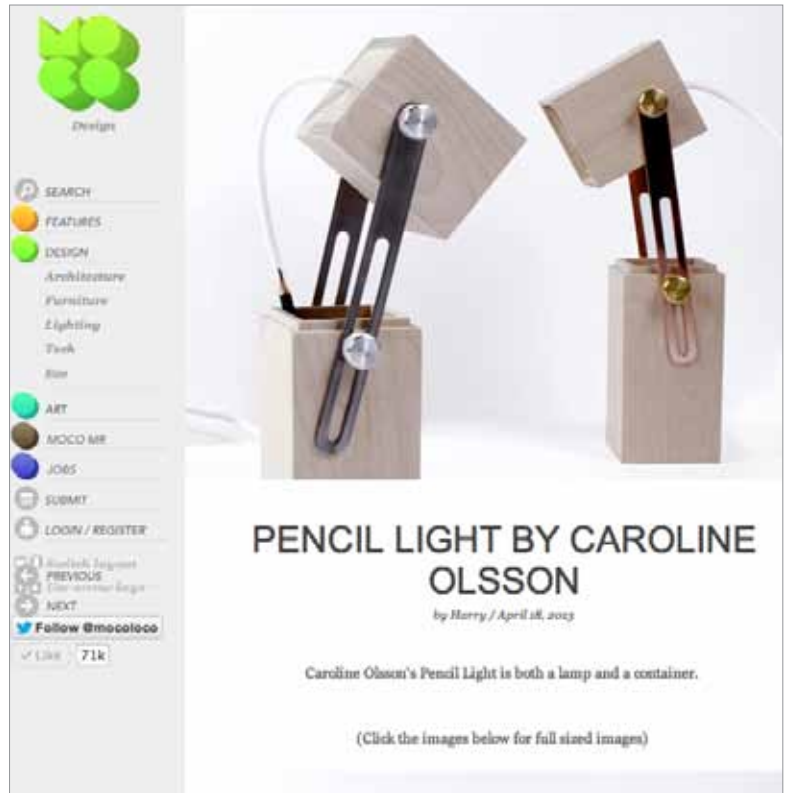 MOCO
Design
SEARCH
FEATURES
DESIGN
Architecture
Furniture
Lighting
Tech
Size
ART
MOCO MR
JOBS
SUBMIT
LOGIN / REGISTER
PREVIOUS
NEXT
Follow @mocoloco
Like 71k
PENCIL LIGHT BY CAROLINE
OLSSON
by Harry / April 18, 2013
Caroline Olsson's Pencil Light is both a lamp and a container.
(Click the images below for full sized images)